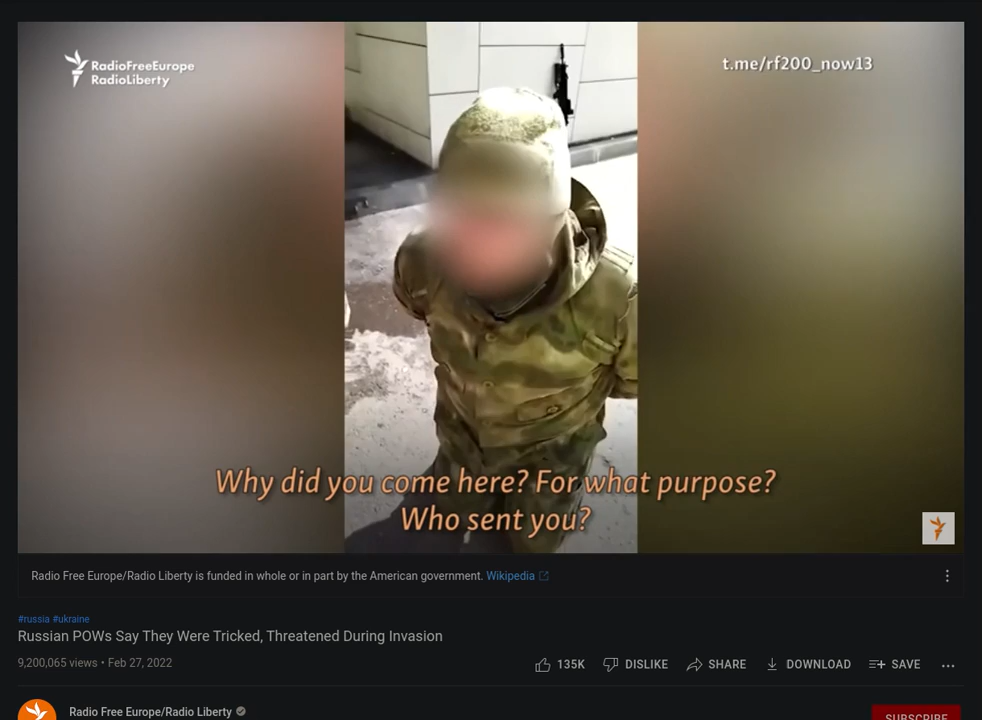 RadioFreeEurope
RadioLiberty
t.me/rf200_now13
Why did you come here? For what purpose?
Who sent you?
Radio Free Europe/Radio Liberty is funded in whole or in part by the American government. Wikipedia
#russia #ukraine
Russian POWs Say They Were Tricked, Threatened During Invasion
9,200,065 views • Feb 27, 2022
135K
DISLIKE
SHARE
DOWNLOAD
SAVE
Radio Free Europe/Radio Liberty
SUBSCRIBE